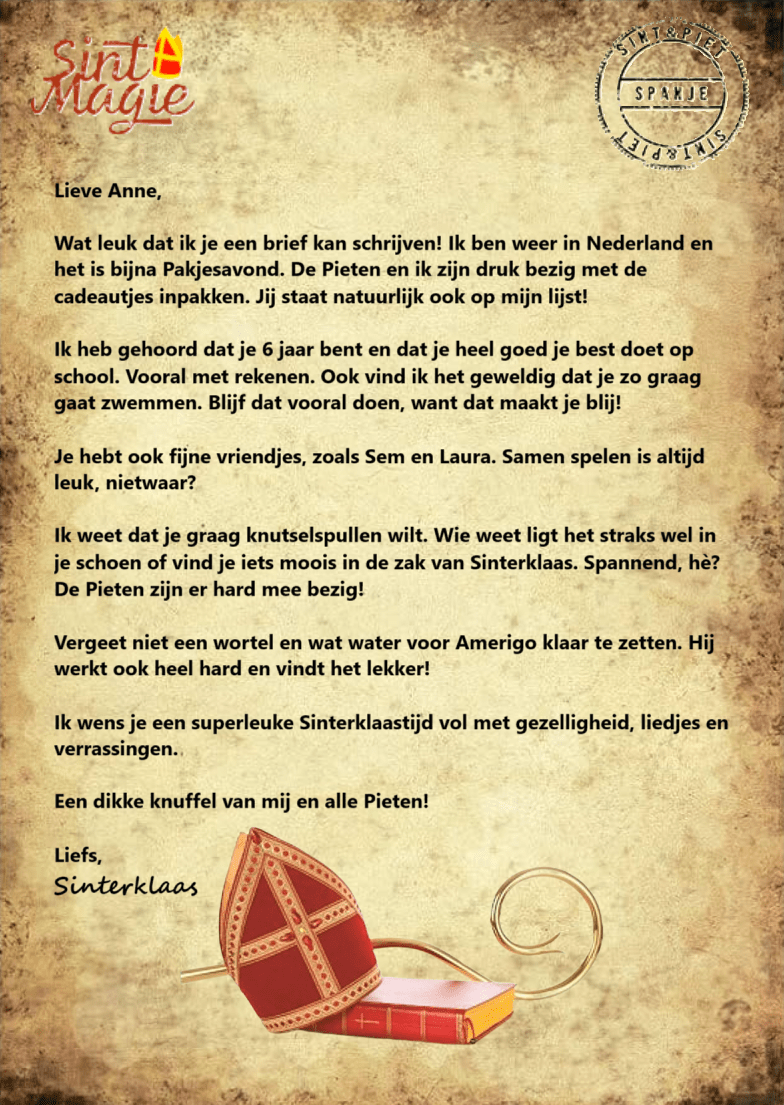 Sint
Magie
SINT&PIET
SPANJE
SINT&PIET
Lieve Anne,
Wat leuk dat ik je een brief kan schrijven! Ik ben weer in Nederland en
het is bijna Pakjesavond. De Pieten en ik zijn druk bezig met de
cadeautjes inpakken. Jij staat natuurlijk ook op mijn lijst!
Ik heb gehoord dat je 6 jaar bent en dat je heel goed je best doet op
school. Vooral met rekenen. Ook vind ik het geweldig dat je zo graag
gaat zwemmen. Blijf dat vooral doen, want dat maakt je blij!
Je hebt ook fijne vriendjes, zoals Sem en Laura. Samen spelen is altijd
leuk, nietwaar?
Ik weet dat je graag knutselspullen wilt. Wie weet ligt het straks wel in
je schoen of vind je iets moois in de zak van Sinterklaas. Spannend, hè?
De Pieten zijn er hard mee bezig!
Vergeet niet een wortel en wat water voor Amerigo klaar te zetten. Hij
werkt ook heel hard en vindt het lekker!
Ik wens je een superleuke Sinterklaastijd vol met gezelligheid, liedjes en
verrassingen.
Een dikke knuffel van mij en alle Pieten!
Liefs,
Sinterklaas